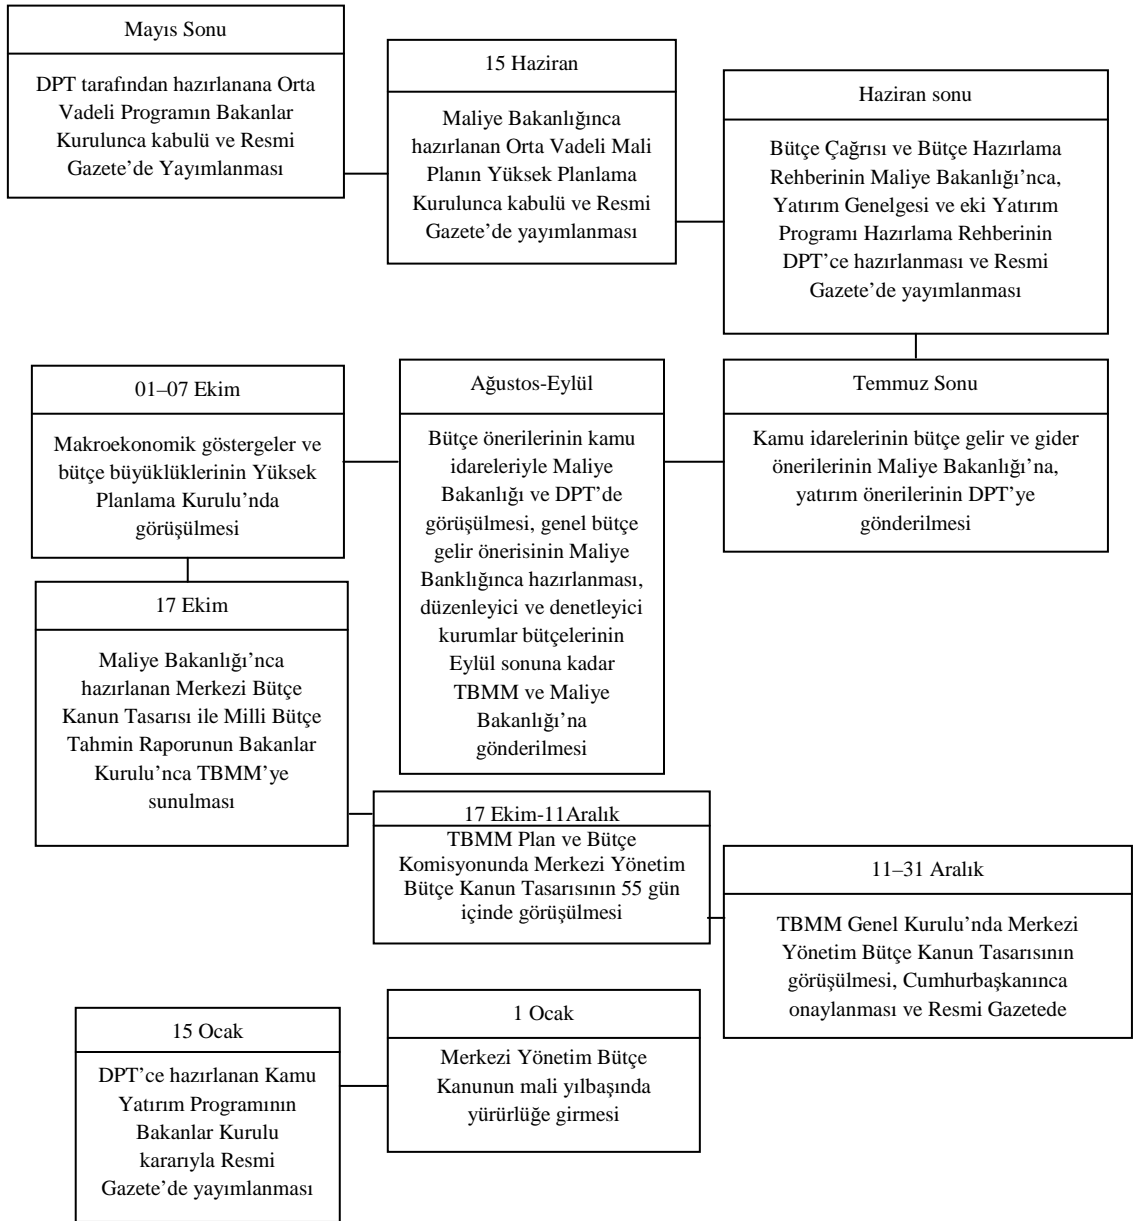 Mayıs Sonu
DPT tarafından hazırlanana Orta
Vadeli Programın Bakanlar
Kurulunca kabulü ve Resmi
Gazete’de Yayımlanması
15 Haziran
Maliye Bakanlığınca
hazırlanan Orta Vadeli Mali
Planın Yüksek Planlama
Kurulunca kabulü ve Resmi
Gazete’de yayımlanması
Haziran sonu
Bütçe Çağrısı ve Bütçe Hazırlama
Rehberinin Maliye Bakanlığı’nca,
Yatırım Genelgesi ve eki Yatırım
Programı Hazırlama Rehberinin
DPT’ce hazırlanması ve Resmi
Gazete’de yayımlanması
Temmuz Sonu
Kamu idarelerinin bütçe gelir ve gider
önerilerinin Maliye Bakanlığı’na,
yatırım önerilerinin DPT’ye
gönderilmesi
Ağustos-Eylül
Bütçe önerilerinin kamu
idareleriyle Maliye
Bakanlığı ve DPT’de
görüşülmesi, genel bütçe
gelir önerisinin Maliye
Banklığınca hazırlanması,
düzenleyici ve denetleyici
kurumlar bütçelerinin
Eylül sonuna kadar
TBMM ve Maliye
Bakanlığı’na
gönderilmesi
01–07 Ekim
Makroekonomik göstergeler ve
bütçe büyüklüklerinin Yüksek
Planlama Kurulu’nda
görüşülmesi
17 Ekim
Maliye Bakanlığı’nca
hazırlanan Merkezi Bütçe
Kanun Tasarısı ile Milli Bütçe
Tahmin Raporunun Bakanlar
Kurulu’nca TBMM’ye
sunulması
17 Ekim-11Aralık
TBMM Plan ve Bütçe
Komisyonunda Merkezi Yönetim
Bütçe Kanun Tasarısının 55 gün
içinde görüşülmesi
11–31 Aralık
TBMM Genel Kurulu’nda Merkezi
Yönetim Bütçe Kanun Tasarısının
görüşülmesi, Cumhurbaşkanınca
onaylanması ve Resmi Gazetede
1 Ocak
Merkezi Yönetim Bütçe
Kanunun mali yılbaşında
yürürlüğe girmesi
15 Ocak
DPT’ce hazırlanan Kamu
Yatırım Programının
Bakanlar Kurulu
kararıyla Resmi
Gazete’de yayımlanması